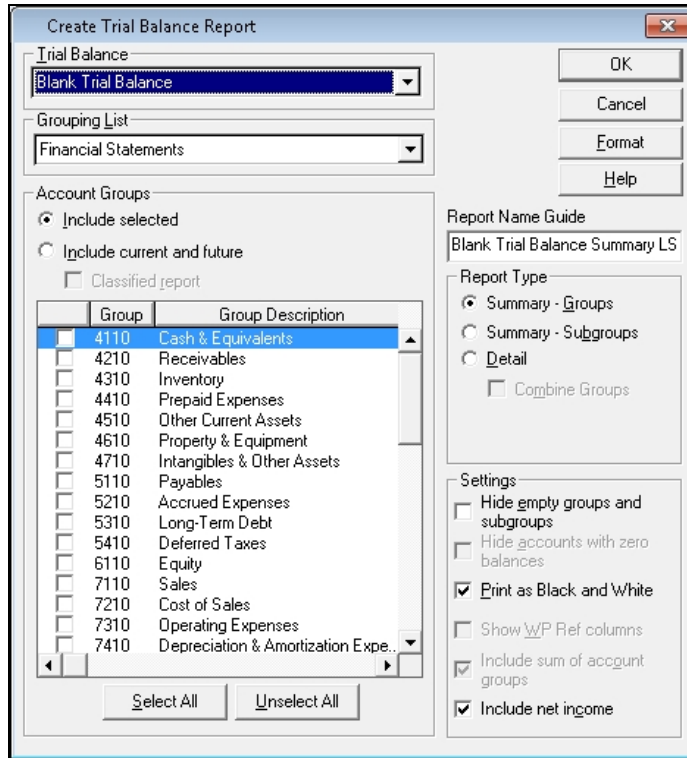 Create Trial Balance Report
Trial Balance
Blank Trial Balance
Grouping List
Financial Statements
Account Groups
Include selected
Include current and future
Classified report
Group Group Description
4110 Cash & Equivalents
4210 Receivables
4310 Inventory
4410 Prepaid Expenses
4510 Other Current Assets
4610 Property & Equipment
4710 Intangibles & Other Assets
5110 Payables
5210 Accrued Expenses
5310 Long-Term Debt
5410 Deferred Taxes
6110 Equity
7110 Sales
7210 Cost of Sales
7310 Operating Expenses
7410 Depreciation & Amortization Expe..
Select All Unselect All
OK
Cancel
Format
Help
Report Name Guide
Blank Trial Balance Summary LS
Report Type
Summary - Groups
Summary - Subgroups
Detail
Combine Groups
Settings
Hide empty groups and
subgroups
Hide accounts with zero
balances
Print as Black and White
Show WP Ref columns
Include sum of account
groups
Include net income